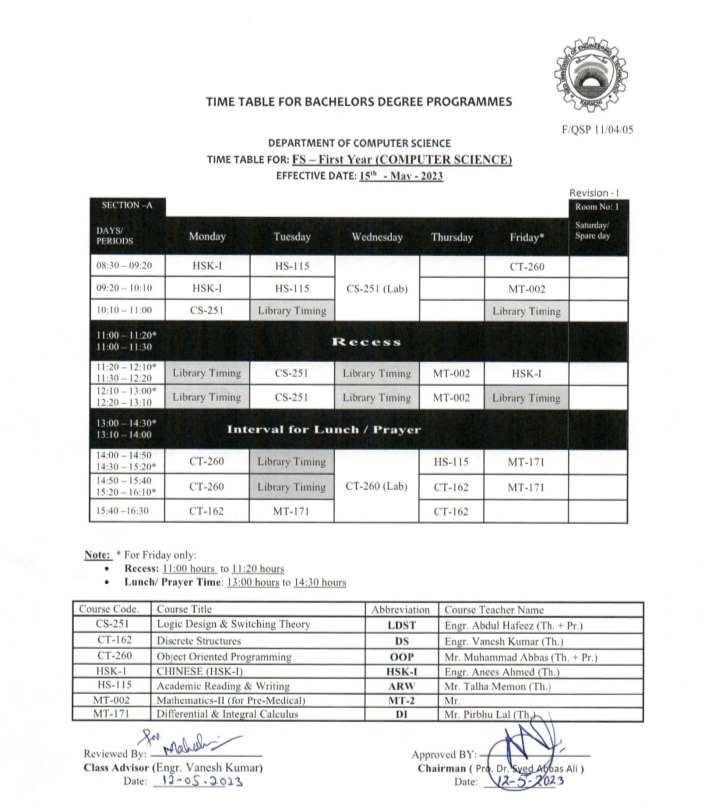 NED UNIVERSITY OF ENGINEERING & TECHNOLOGY
KARACHI
TIME TABLE FOR BACHELORS DEGREE PROGRAMMES
F/QSP 11/04/05
DEPARTMENT OF COMPUTER SCIENCE
TIME TABLE FOR: FS – First Year (COMPUTER SCIENCE)
EFFECTIVE DATE: 15th - May - 2023
Revision - 1
SECTION –A Room No: 1
DAYS/ PERIODS Monday Tuesday Wednesday Thursday Friday* Saturday/ Spare day
08:30 – 09:20 HSK-I HS-115 CT-260
09:20 – 10:10 HSK-I HS-115 CS-251 (Lab) MT-002
10:10 – 11:00 CS-251 Library Timing Library Timing
11:00 – 11:20*
11:00 – 11:30 Recess
11:20 – 12:10*
11:30 – 12:20 Library Timing CS-251 Library Timing MT-002 HSK-I
12:10 – 13:00*
12:20 – 13:10 Library Timing CS-251 Library Timing MT-002 Library Timing
13:00 – 14:30*
13:10 – 14:00 Interval for Lunch / Prayer
14:00 – 14:50
14:30 – 15:20* CT-260 Library Timing HS-115 MT-171
14:50 – 15:40
15:20 – 16:10* CT-260 Library Timing CT-260 (Lab) CT-162 MT-171
15:40 –16:30 CT-162 MT-171 CT-162
Note: * For Friday only:
• Recess: 11:00 hours to 11:20 hours
• Lunch/ Prayer Time: 13:00 hours to 14:30 hours
Course Code. Course Title Abbreviation Course Teacher Name
CS-251 Logic Design & Switching Theory LDST Engr. Abdul Hafeez (Th. + Pr.)
CT-162 Discrete Structures DS Engr. Vanesh Kumar (Th.)
CT-260 Object Oriented Programming OOP Mr. Muhammad Abbas (Th. + Pr.)
HSK-1 CHINESE (HSK-I) HSK-I Engr. Anees Ahmed (Th.)
HS-115 Academic Reading & Writing ARW Mr. Talha Memon (Th.)
MT-002 Mathematics-II (for Pre-Medical) MT-2 Mr.
MT-171 Differential & Integral Calculus DI Mr. Pirbhu Lal (Th.)
for
Reviewed By: Approved BY:
Class Advisor (Engr. Vanesh Kumar) Chairman ( Pro. Dr. Syed Abbas Ali )
Date: 12-05-2023 Date: 12-5-2023